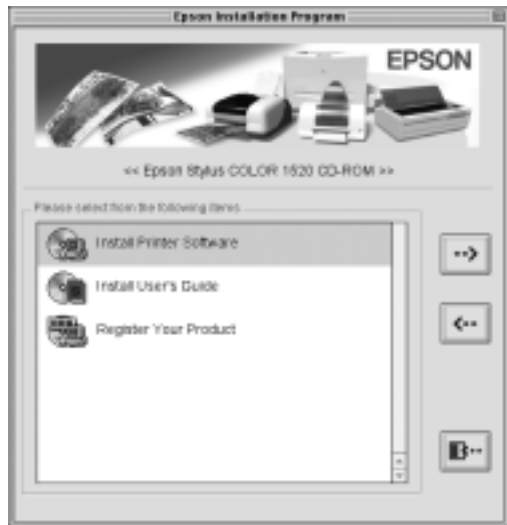 Epson Installation Program
EPSON
<< Epson Stylus COLOR 1520 CD-ROM >>
Please select from the following items
Install Printer Software
Install User's Guide
Register Your Product